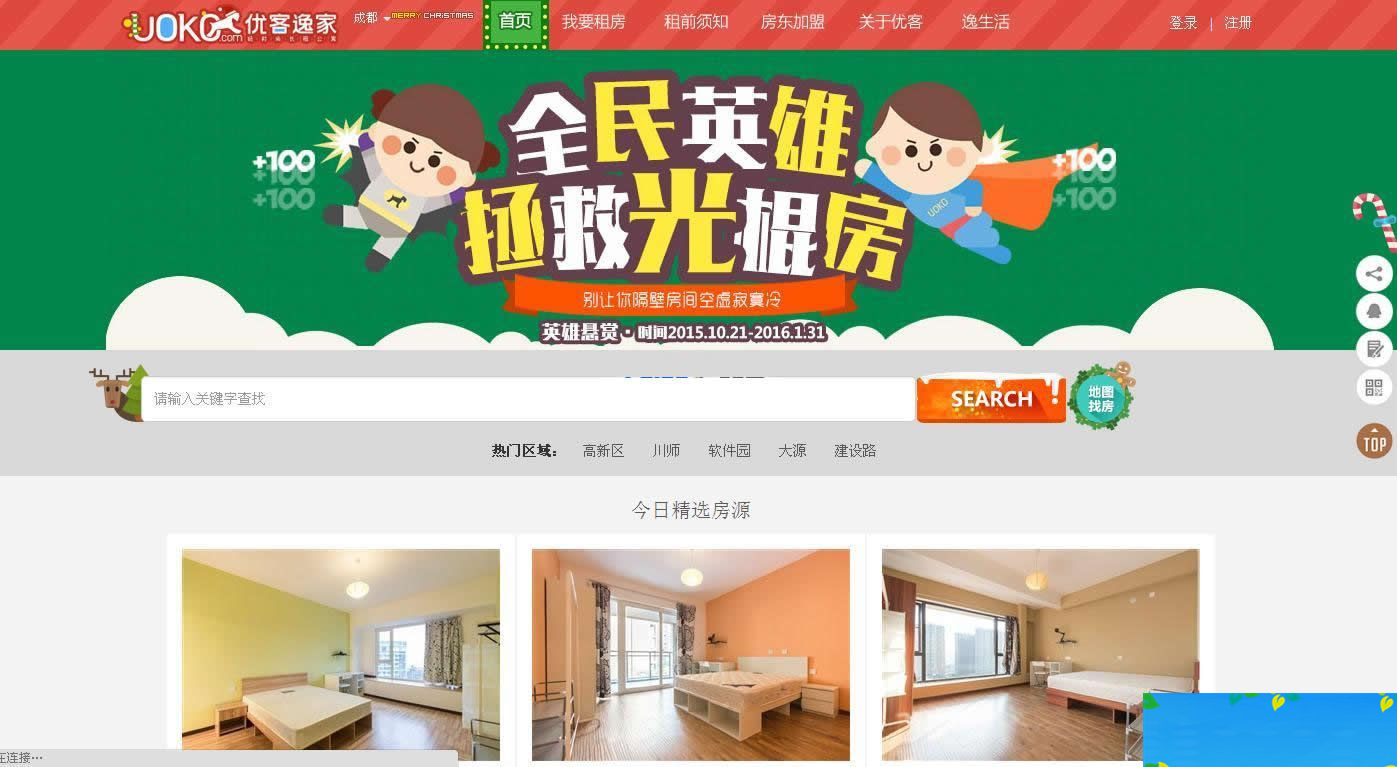 UOKO.com 优客逸家
成都 MERRY CHRISTMAS
首页 我要租房 租前须知 房东加盟 关于优客 逸生活
登录 | 注册
全民英雄
拯救光棍房
+100 +100
+100 +100
+100 +100
UOKO
别让你隔壁房间空虚寂寞冷
英雄悬赏·时间2015.10.21-2016.1.31
请输入关键字查找
SEARCH
地图
找房
热门区域： 高新区 川师 软件园 大源 建设路
TOP
今日精选房源
在连接…